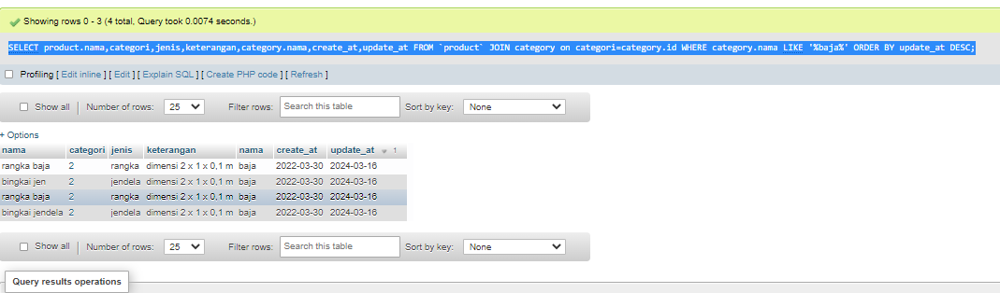 Showing rows 0 - 3 (4 total, Query took 0.0074 seconds.)
SELECT product.nama,categori,jenis,keterangan,category.nama,create_at,update_at FROM `product` JOIN category on categori=category.id WHERE category.nama LIKE '%baja%' ORDER BY update_at DESC;
Profiling [ Edit inline ] [ Edit ] [ Explain SQL ] [ Create PHP code ] [ Refresh ]
Show all | Number of rows: 25 Filter rows: Search this table Sort by key: None
+ Options
nama categori jenis keterangan nama create_at update_at 1
rangka baja 2 rangka dimensi 2 x 1 x 0,1 m baja 2022-03-30 2024-03-16
bingkai jen 2 jendela dimensi 2 x 1 x 0,1 m baja 2022-03-30 2024-03-16
rangka baja 2 rangka dimensi 2 x 1 x 0,1 m baja 2022-03-30 2024-03-16
bingkai jendela 2 jendela dimensi 2 x 1 x 0,1 m baja 2022-03-30 2024-03-16
Show all | Number of rows: 25 Filter rows: Search this table Sort by key: None
Query results operations